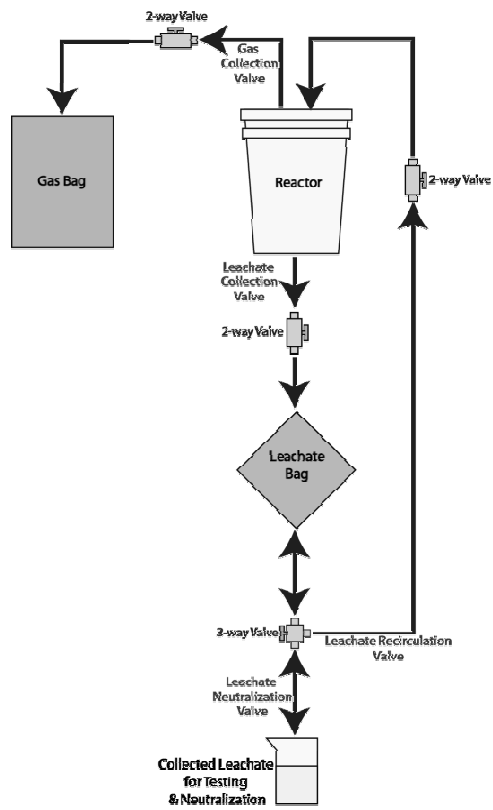 2-way Valve
Gas
Collection
Valve
Gas Bag
Reactor
2-way Valve
Leachate
Collection
Valve
2-way Valve
Leachate
Bag
3-way Valve
Leachate Recirculation
Valve
Leachate
Neutralization
Valve
Collected Leachate
for Testing
& Neutralization